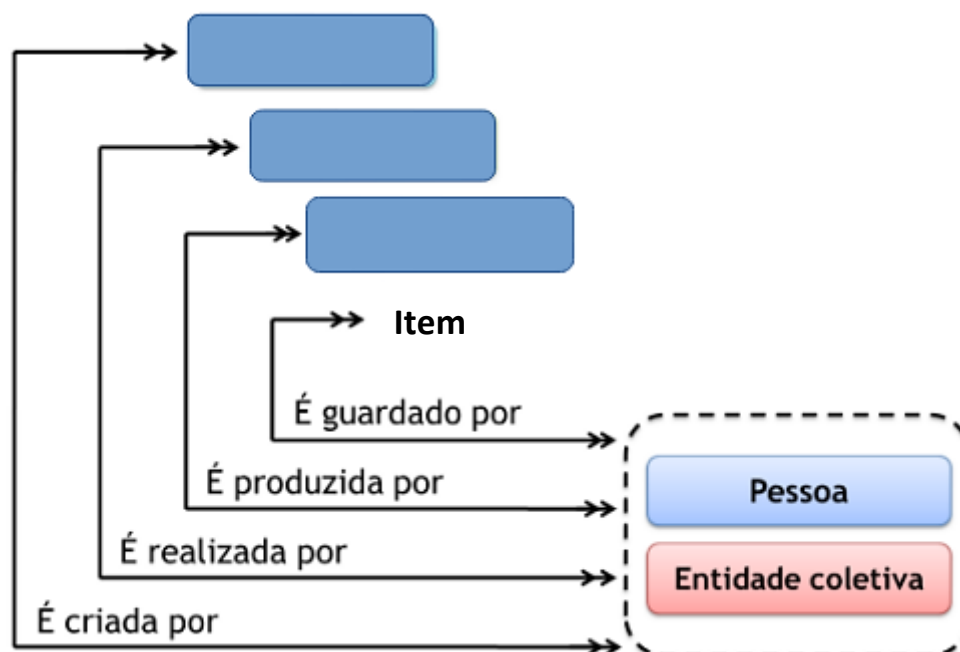 Item
É guardado por
É produzida por
Pessoa
É realizada por
Entidade coletiva
É criada por